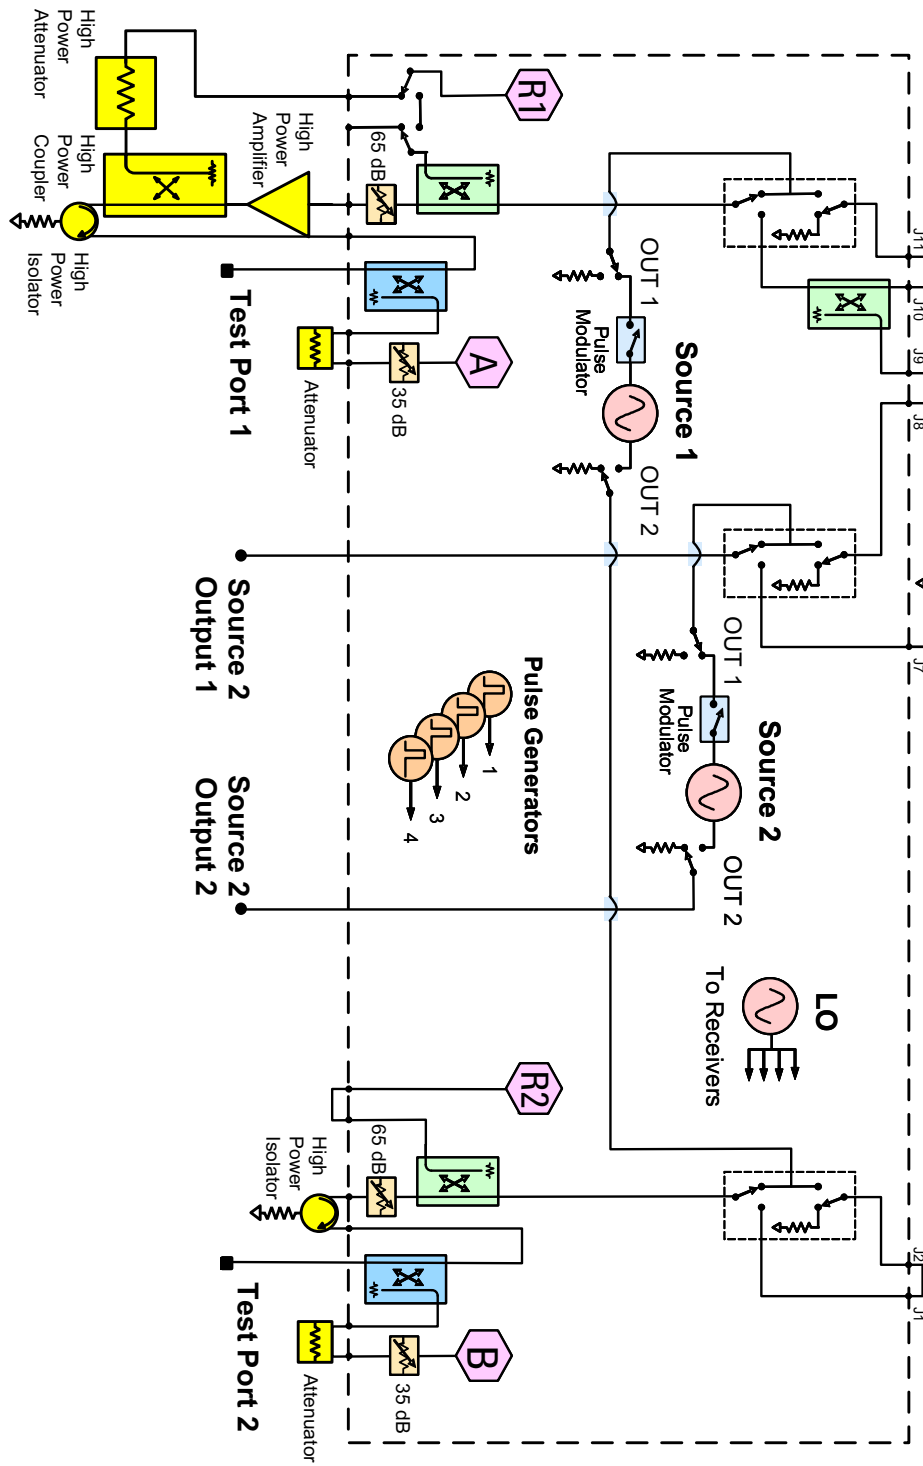 J11
J10
J9
J8
J7
J2
J1
Source 1
OUT 1
Pulse
Modulator
OUT 2
Source 2
OUT 1
Pulse
Modulator
OUT 2
LO
To Receivers
Pulse Generators
1
2
3
4
R1
65 dB
A
35 dB
R2
65 dB
B
35 dB
High
Power
Attenuator
High
Power
Coupler
High
Power
Amplifier
High
Power
Isolator
Attenuator
Test Port 1
Source 2
Output 1
Source 2
Output 2
High
Power
Isolator
Attenuator
Test Port 2